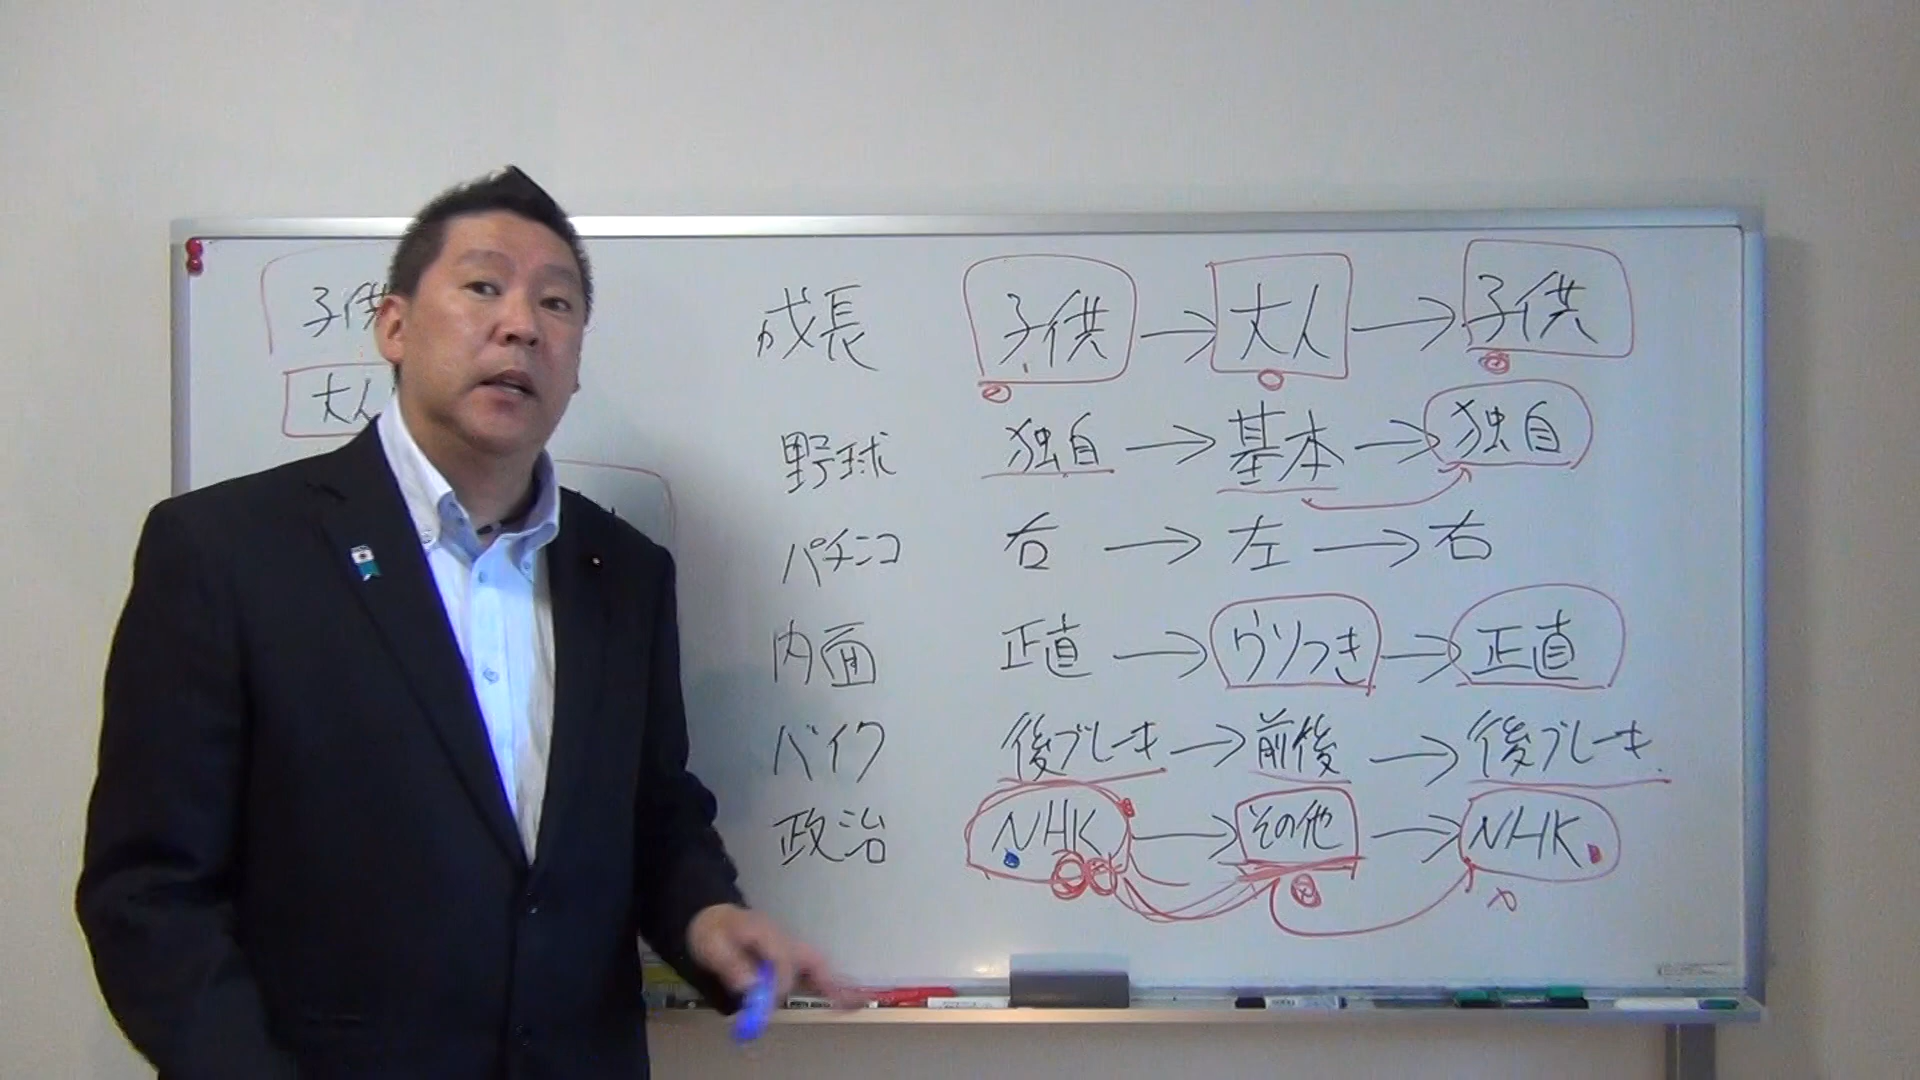 子供
大人
成長 子供 → 大人 → 子供
野球 独自 → 基本 → 独自
パチンコ 右 → 左 → 右
内面 正直 → ウソつき → 正直
バイク 後ブレーキ → 前後 → 後ブレーキ
政治 NHK → その他 → NHK